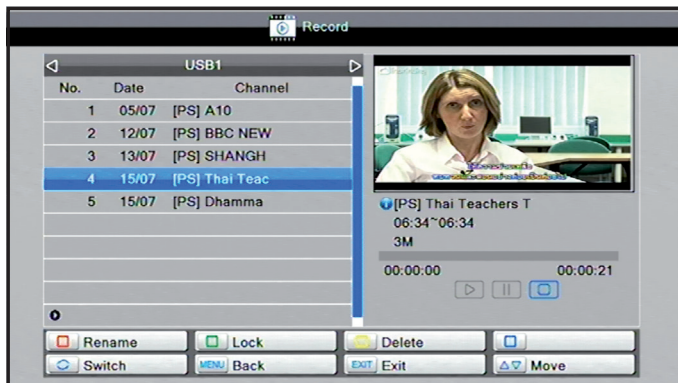 Record
USB1
No. Date Channel
1 05/07 [PS] A10
2 12/07 [PS] BBC NEW
3 13/07 [PS] SHANGH
4 15/07 [PS] Thai Teac
5 15/07 [PS] Dhamma
[PS] Thai Teachers T
06:34~06:34
3M
00:00:00 00:00:21
Rename Lock Delete
Switch MENU Back EXIT Exit Move